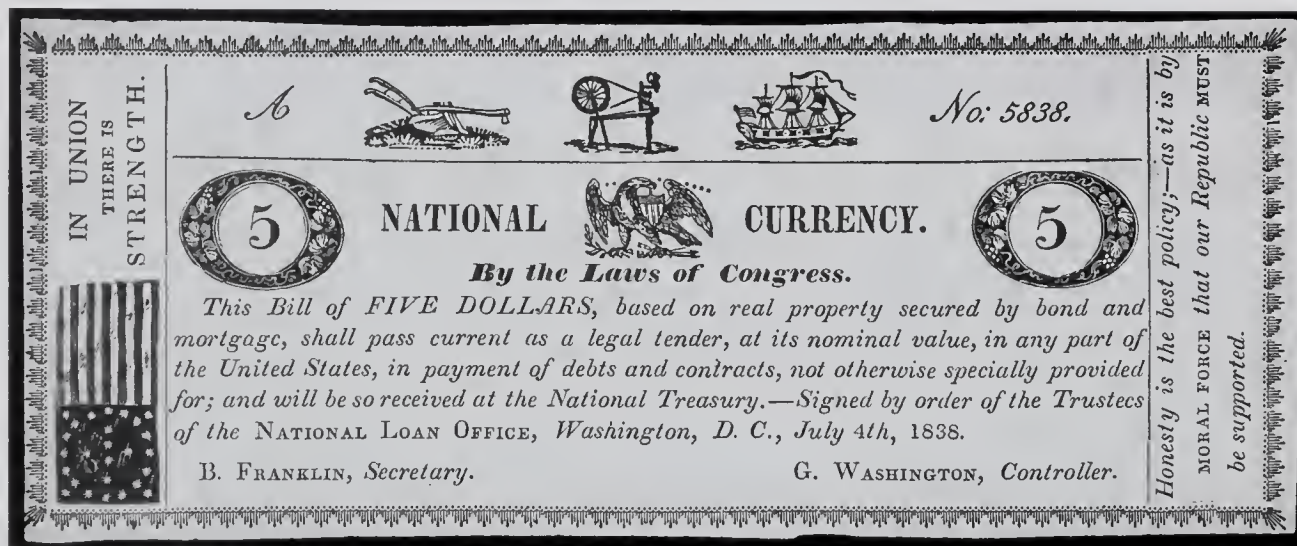 IN UNION
THERE IS
STRENGTH.
A
No: 5838.
5
NATIONAL CURRENCY.
5
By the Laws of Congress.
This Bill of FIVE DOLLARS, based on real property secured by bond and
mortgage, shall pass current as a legal tender, at its nominal value, in any part of
the United States, in payment of debts and contracts, not otherwise specially provided
for; and will be so received at the National Treasury.—Signed by order of the Trustees
of the NATIONAL LOAN OFFICE, Washington, D. C., July 4th, 1838.
B. FRANKLIN, Secretary.
G. WASHINGTON, Controller.
Honesty is the best policy;—as it is by
MORAL FORCE that our Republic MUST
be supported.